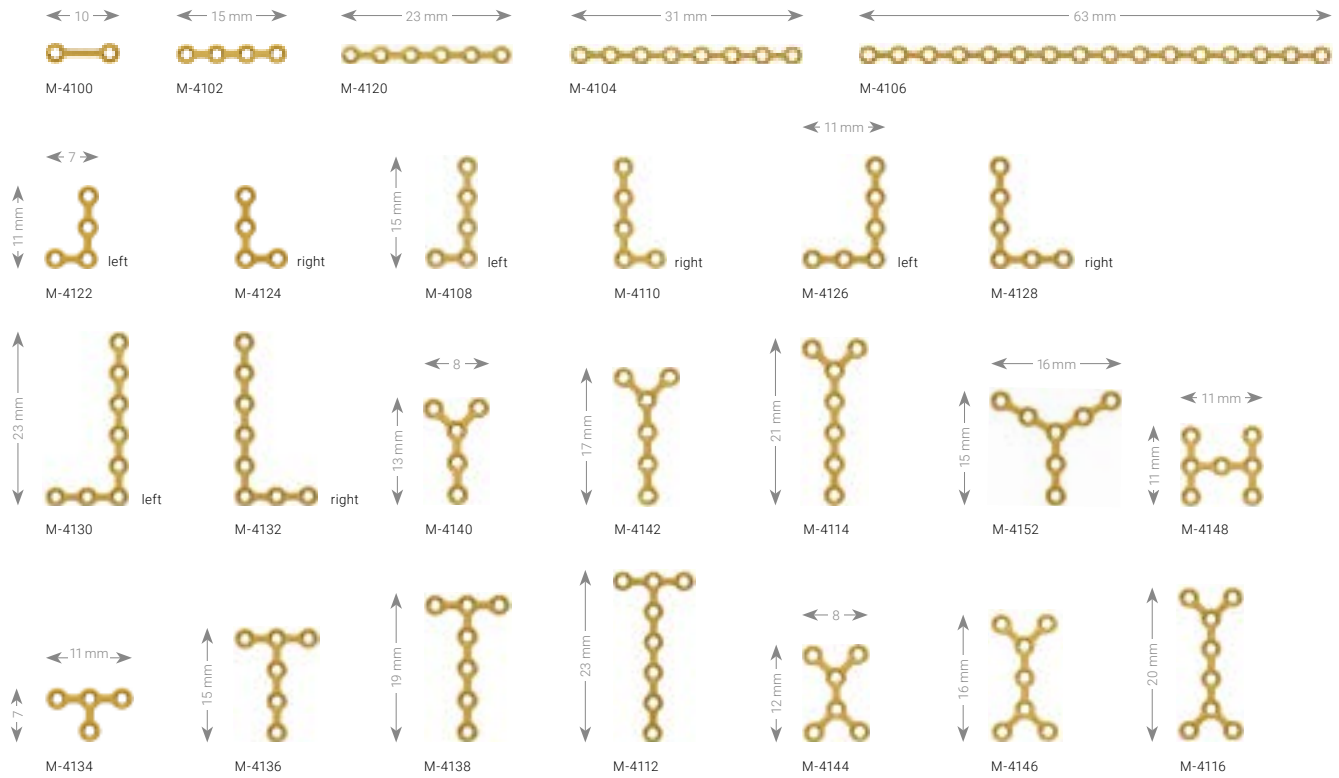 10
15 mm
23 mm
31 mm
63 mm
M-4100
M-4102
M-4120
M-4104
M-4106
11 mm
7
11 mm
15 mm
left
right
left
right
left
right
M-4122
M-4124
M-4108
M-4110
M-4126
M-4128
23 mm
8
13 mm
17 mm
21 mm
16 mm
15 mm
11 mm
11 mm
left
right
M-4130
M-4132
M-4140
M-4142
M-4114
M-4152
M-4148
11 mm
7
15 mm
19 mm
23 mm
8
12 mm
16 mm
20 mm
M-4134
M-4136
M-4138
M-4112
M-4144
M-4146
M-4116